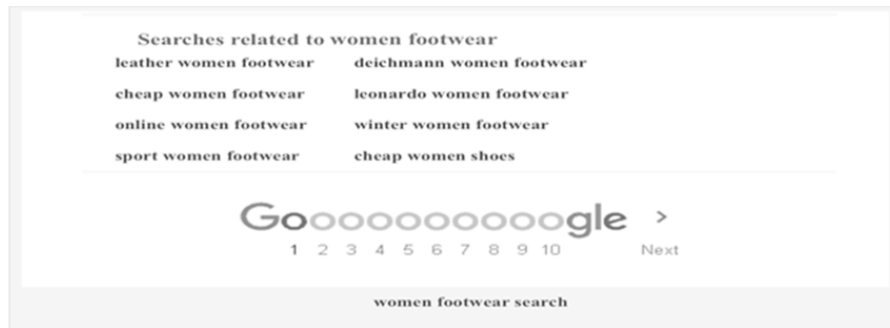 Searches related to women footwear
leather women footwear deichmann women footwear
cheap women footwear leonardo women footwear
online women footwear winter women footwear
sport women footwear cheap women shoes
Goooooooooogle >
1 2 3 4 5 6 7 8 9 10 Next
women footwear search